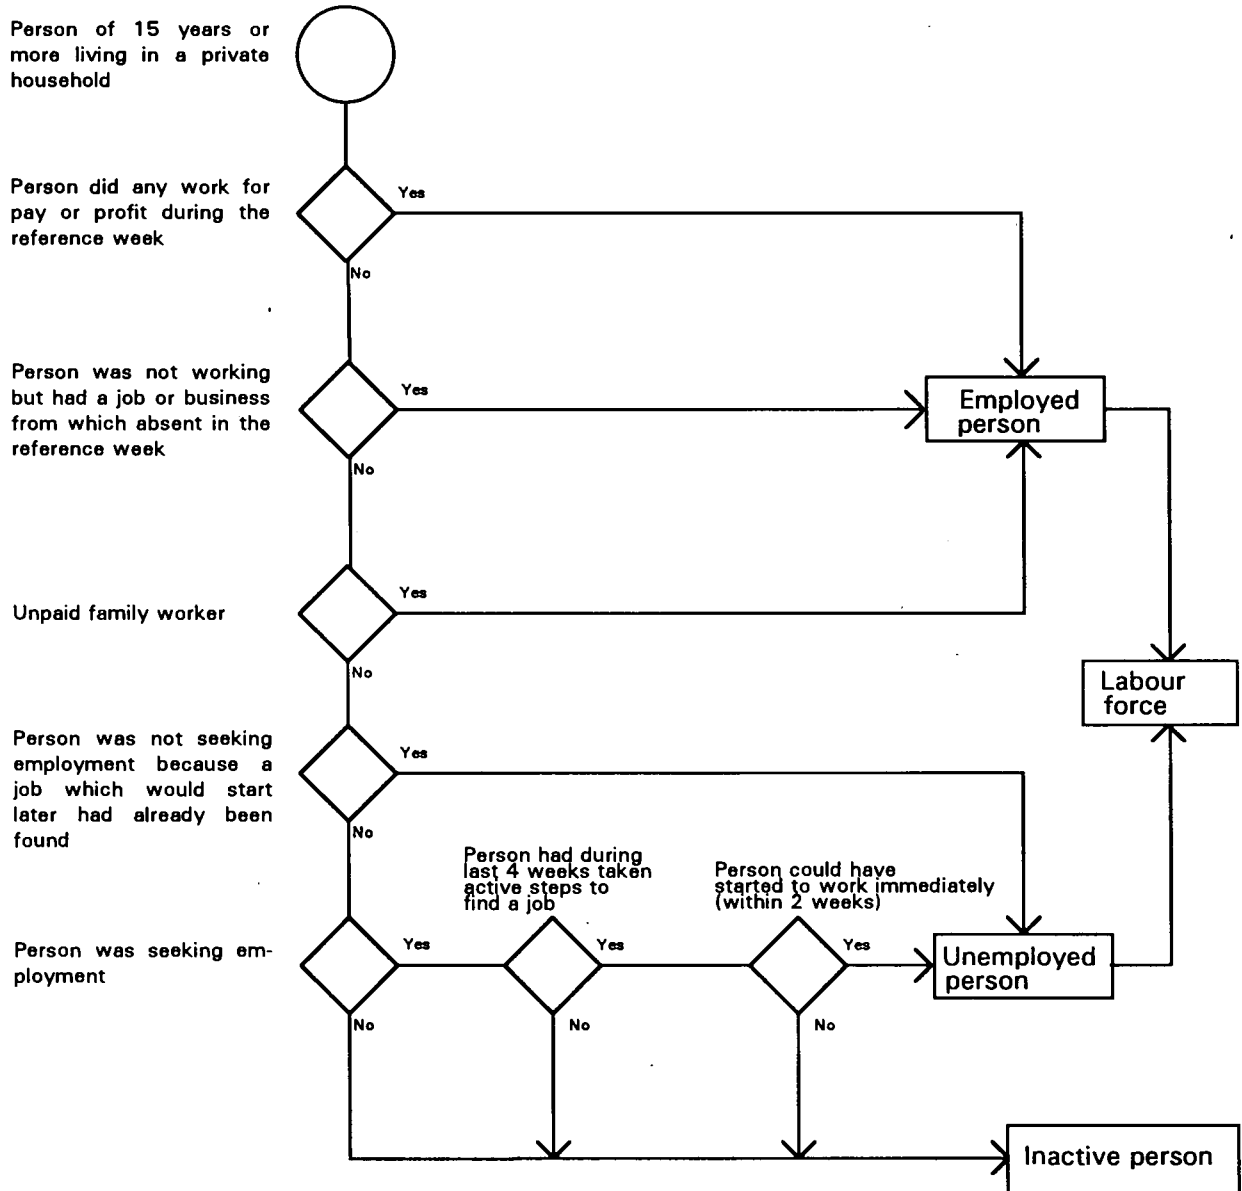 Person of 15 years or
more living in a private
household
Person did any work for
pay or profit during the
reference week
Yes
No
Person was not working
but had a job or business
from which absent in the
reference week
Yes
No
Employed
person
Unpaid family worker
Yes
No
Labour
force
Person was not seeking
employment because a
job which would start
later had already been
found
Yes
No
Person had during
last 4 weeks taken
active steps to
find a job
Person could have
started to work immediately
(within 2 weeks)
Person was seeking em-
ployment
Yes
No
Yes
No
Yes
No
Unemployed
person
Inactive person